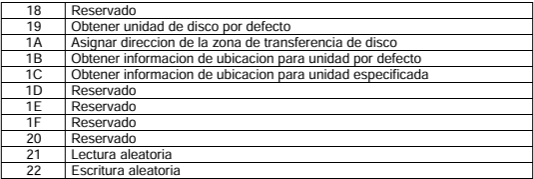 18 Reservado
19 Obtener unidad de disco por defecto
1A Asignar direccion de la zona de transferencia de disco
1B Obtener informacion de ubicacion para unidad por defecto
1C Obtener informacion de ubicacion para unidad especificada
1D Reservado
1E Reservado
1F Reservado
20 Reservado
21 Lectura aleatoria
22 Escritura aleatoria